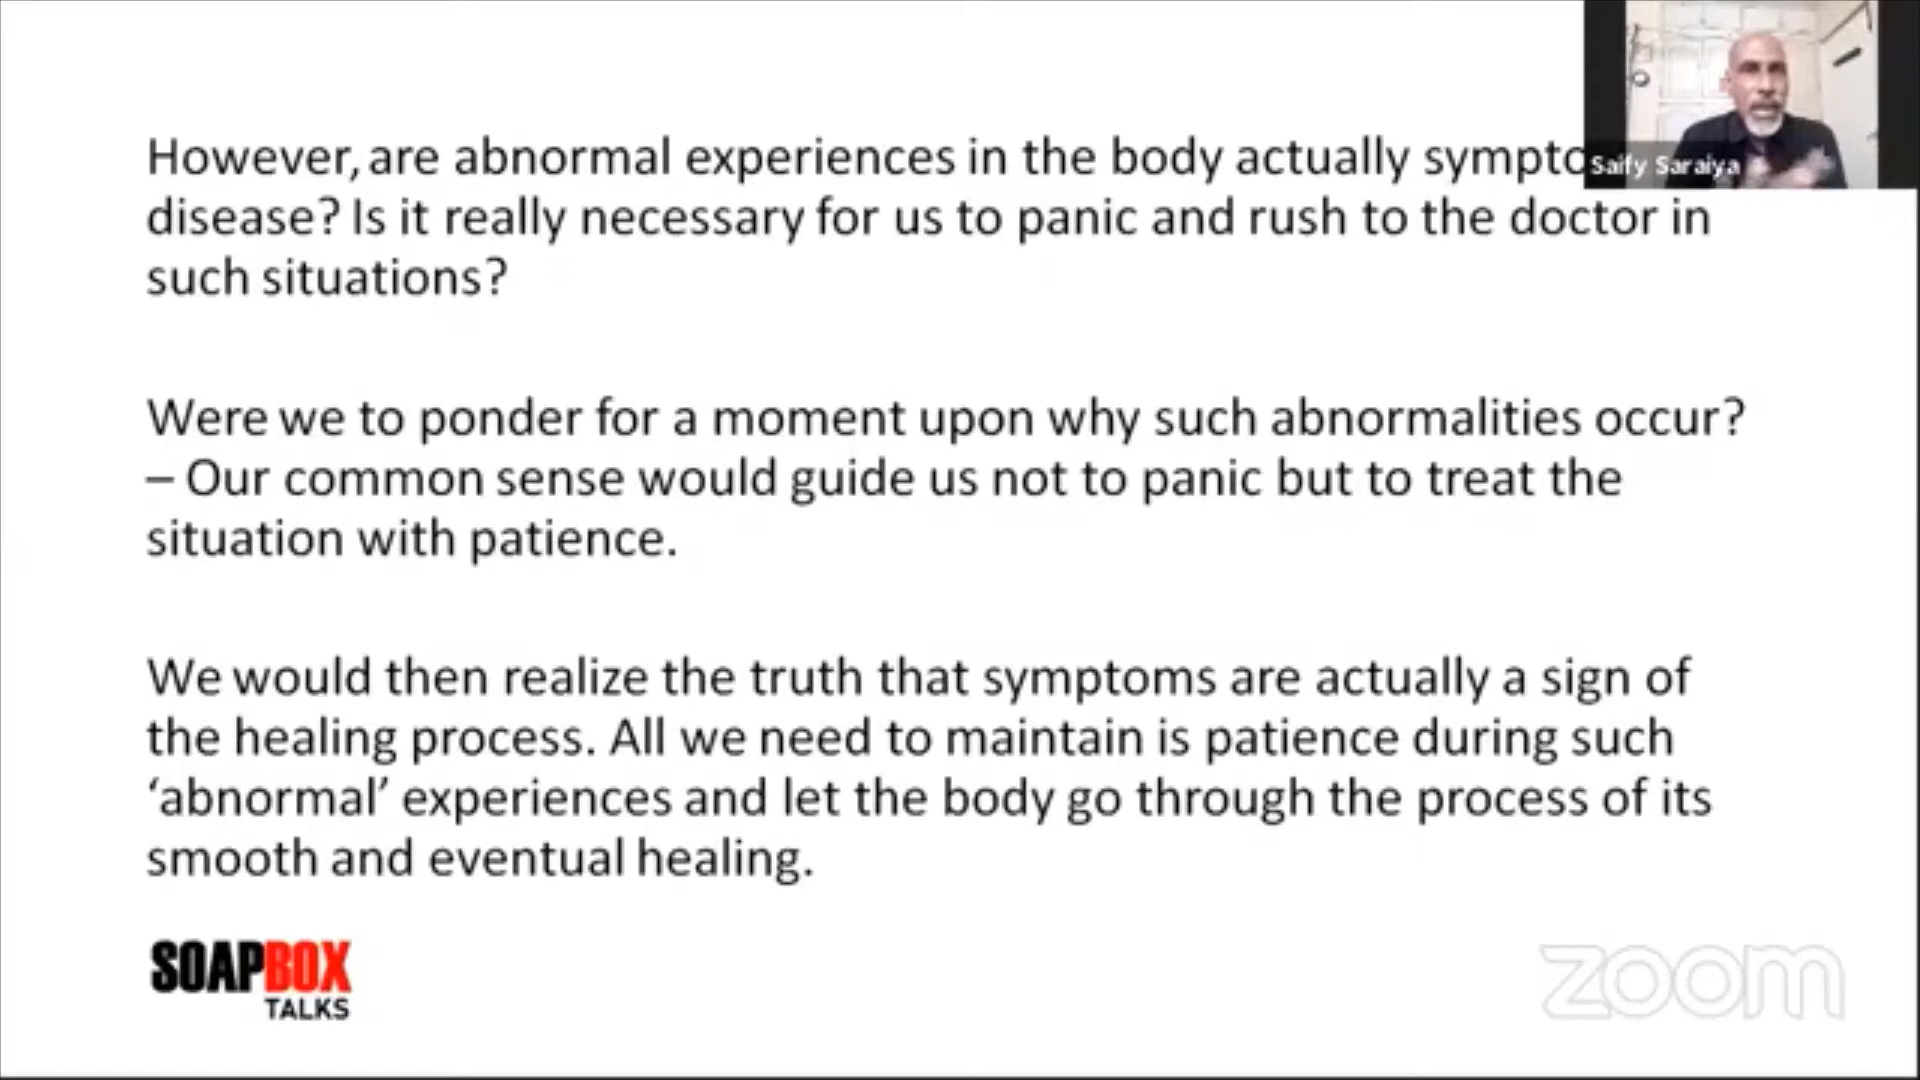 However, are abnormal experiences in the body actually sympto
Saify Saraiya
disease? Is it really necessary for us to panic and rush to the doctor in
such situations?
Were we to ponder for a moment upon why such abnormalities occur?
– Our common sense would guide us not to panic but to treat the
situation with patience.
We would then realize the truth that symptoms are actually a sign of
the healing process. All we need to maintain is patience during such
‘abnormal’ experiences and let the body go through the process of its
smooth and eventual healing.
SOAPBOX
TALKS
zoom